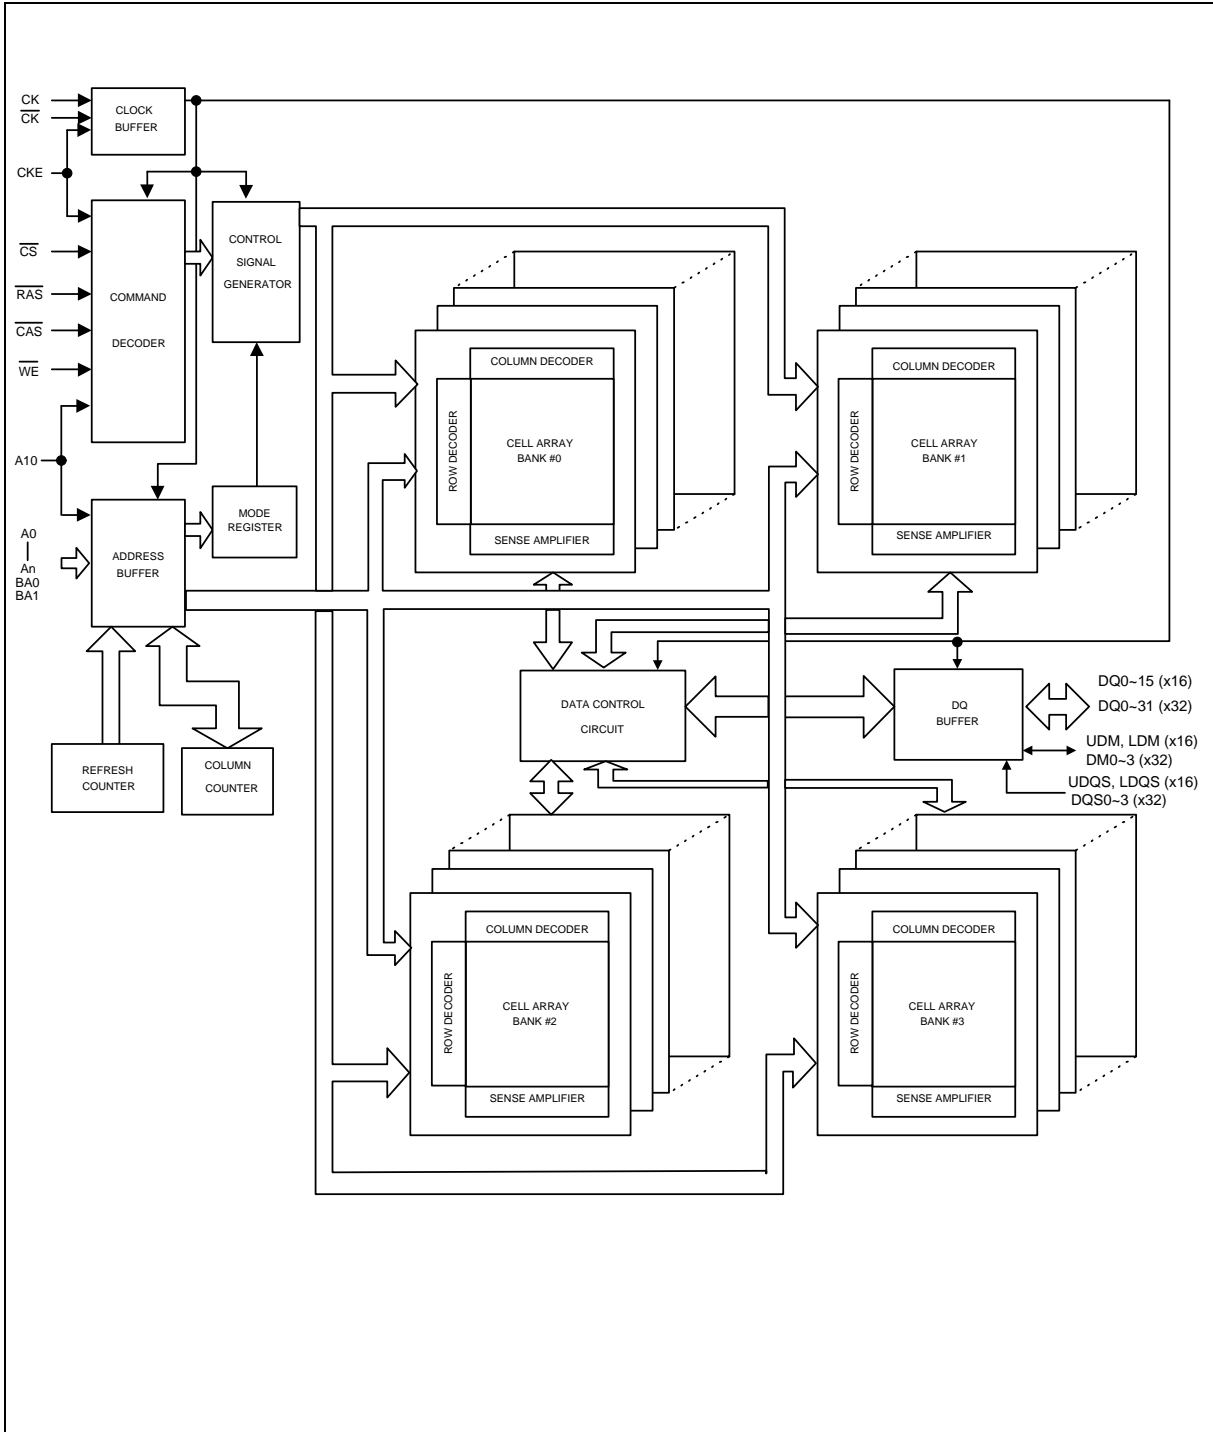 CK
CK
CLOCK
BUFFER
CKE
CS
RAS
CAS
WE
COMMAND
DECODER
CONTROL
SIGNAL
GENERATOR
A10
A0
An
BA0
BA1
ADDRESS
BUFFER
MODE
REGISTER
REFRESH
COUNTER
COLUMN
COUNTER
COLUMN DECODER
ROW DECODER
CELL ARRAY
BANK #0
SENSE AMPLIFIER
COLUMN DECODER
ROW DECODER
CELL ARRAY
BANK #1
SENSE AMPLIFIER
DATA CONTROL
CIRCUIT
DQ
BUFFER
DQ0~15 (x16)
DQ0~31 (x32)
UDM, LDM (x16)
DM0~3 (x32)
UDQS, LDQS (x16)
DQS0~3 (x32)
COLUMN DECODER
ROW DECODER
CELL ARRAY
BANK #2
SENSE AMPLIFIER
COLUMN DECODER
ROW DECODER
CELL ARRAY
BANK #3
SENSE AMPLIFIER